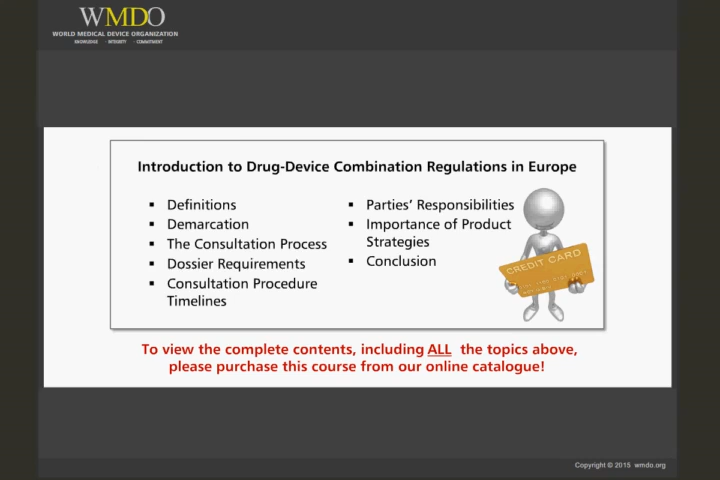 WMDO
WORLD MEDICAL DEVICE ORGANIZATION
KNOWLEDGE · INTEGRITY · COMMITMENT
Introduction to Drug-Device Combination Regulations in Europe
▪ Definitions
▪ Demarcation
▪ The Consultation Process
▪ Dossier Requirements
▪ Consultation Procedure
Timelines
▪ Parties’ Responsibilities
▪ Importance of Product
Strategies
▪ Conclusion
CREDIT CARD
To view the complete contents, including ALL the topics above,
please purchase this course from our online catalogue!
Copyright © 2015 wmdo.org